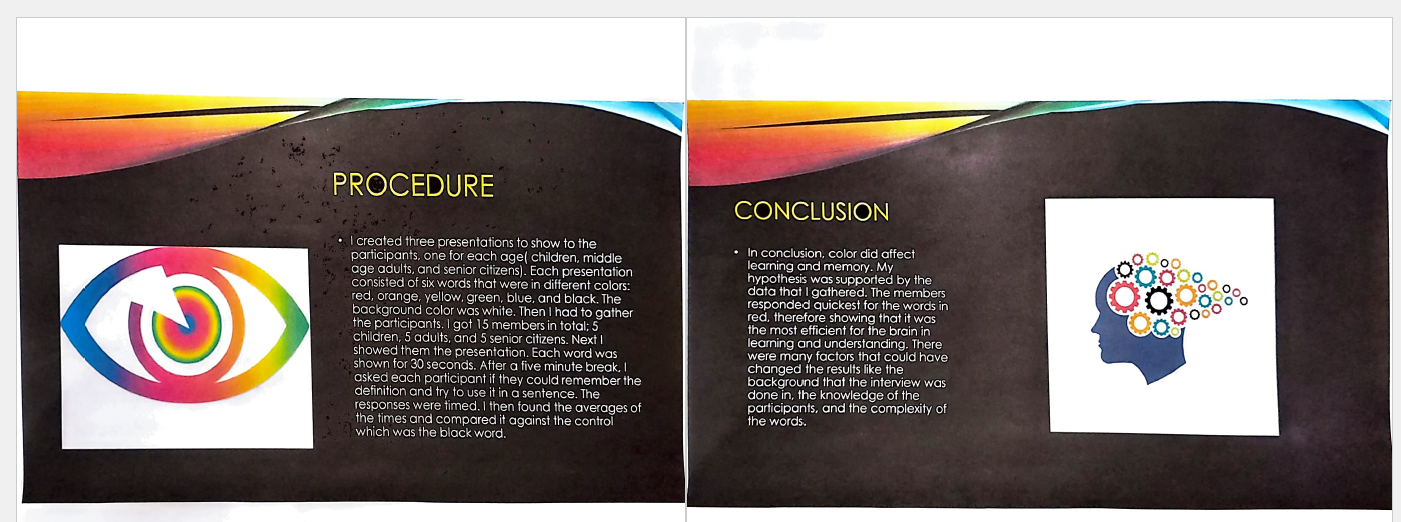 PROCEDURE
• I created three presentations to show to the
participants, one for each age( children, middle
age adults, and senior citizens). Each presentation
consisted of six words that were in different colors:
red, orange, yellow, green, blue, and black. The
background color was white. Then I had to gather
the participants. I got 15 members in total; 5
children, 5 adults, and 5 senior citizens. Next I
showed them the presentation. Each word was
shown for 30 seconds. After a five minute break, I
asked each participant if they could remember the
definition and try to use it in a sentence. The
responses were timed. I then found the averages of
the times and compared it against the control
which was the black word.
CONCLUSION
• In conclusion, color did affect
learning and memory. My
hypothesis was supported by the
data that I gathered. The members
responded quickest for the words in
red, therefore showing that it was
the most efficient for the brain in
learning and understanding. There
were many factors that could have
changed the results like the
background that the interview was
done in, the knowledge of the
participants, and the complexity of
the words.